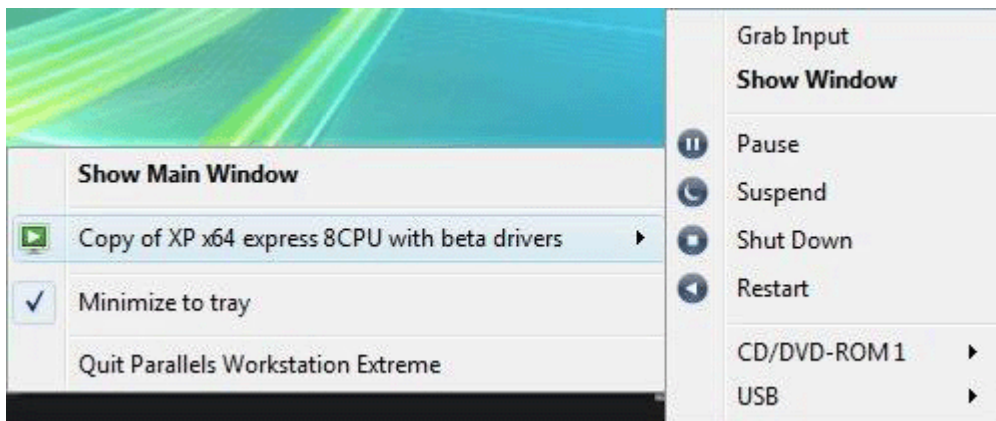 Show Main Window
Copy of XP x64 express 8CPU with beta drivers
Minimize to tray
Quit Parallels Workstation Extreme
Grab Input
Show Window
Pause
Suspend
Shut Down
Restart
CD/DVD-ROM 1
USB